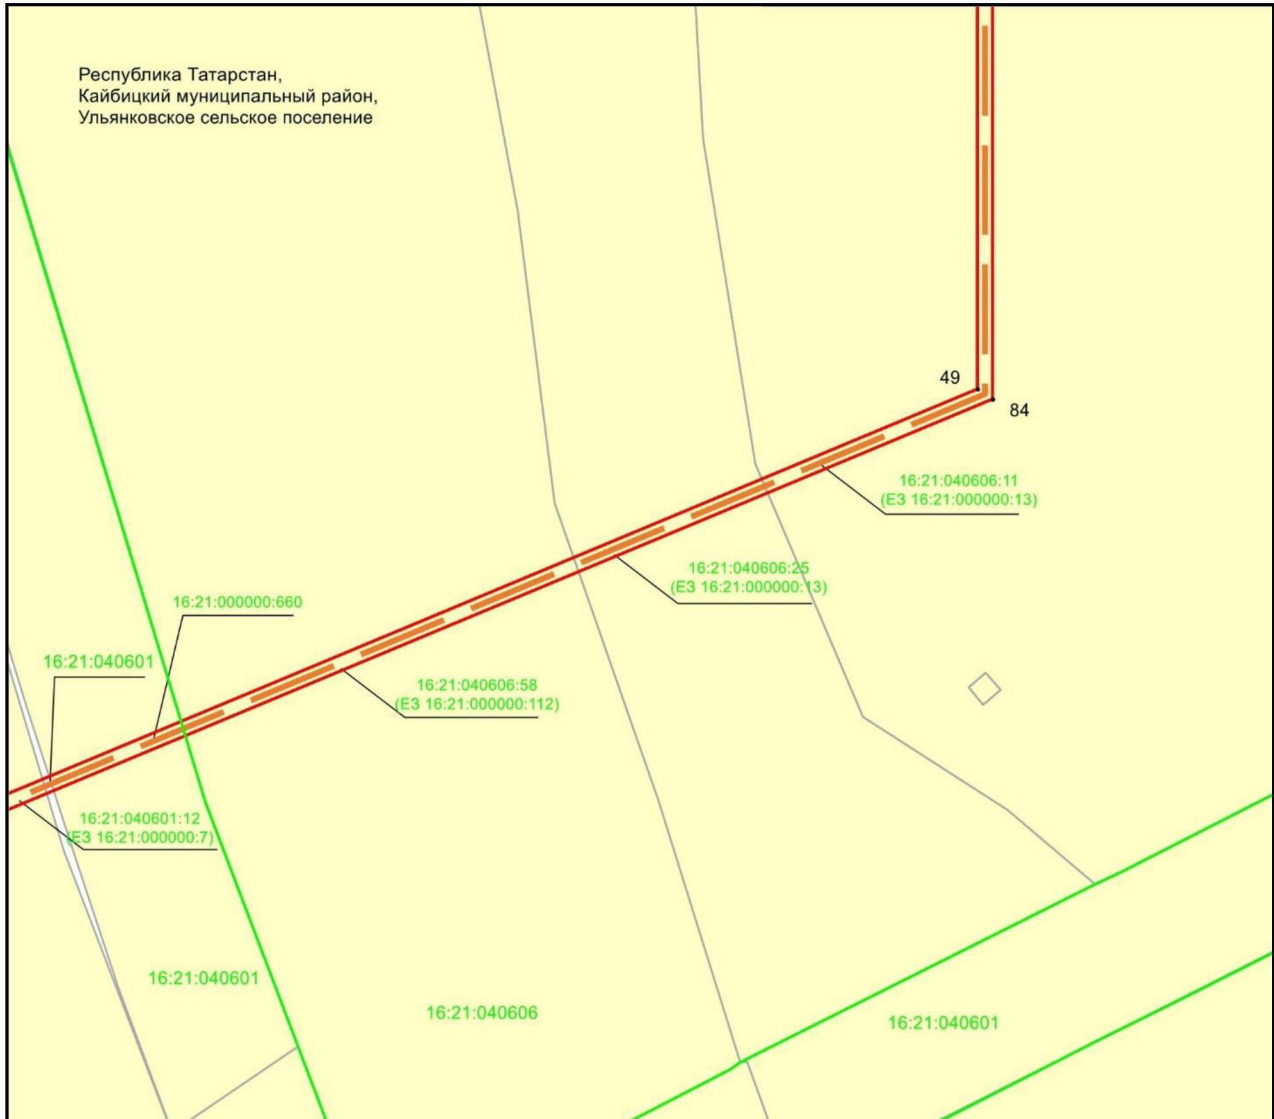 Республика Татарстан,
Кайбицкий муниципальный район,
Ульянковское сельское поселение
49
84
16:21:040606:11
(ЕЗ 16:21:000000:13)
16:21:040606:25
(ЕЗ 16:21:000000:13)
16:21:000000:660
16:21:040601
16:21:040606:58
(ЕЗ 16:21:000000:112)
16:21:040601:12
(ЕЗ 16:21:000000:7)
16:21:040601
16:21:040606
16:21:040601